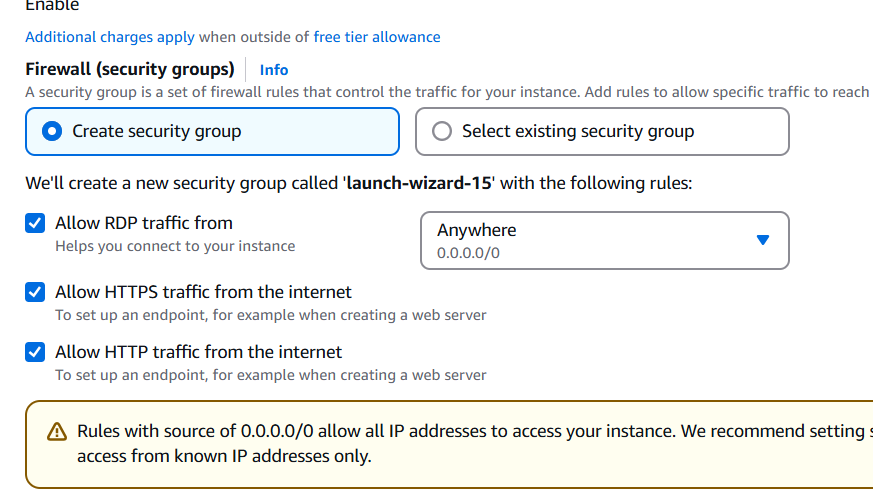 Enable
Additional charges apply when outside of free tier allowance
Firewall (security groups) Info
A security group is a set of firewall rules that control the traffic for your instance. Add rules to allow specific traffic to reach
Create security group
Select existing security group
We'll create a new security group called 'launch-wizard-15' with the following rules:
Allow RDP traffic from
Helps you connect to your instance
Anywhere
0.0.0.0/0
Allow HTTPS traffic from the internet
To set up an endpoint, for example when creating a web server
Allow HTTP traffic from the internet
To set up an endpoint, for example when creating a web server
Rules with source of 0.0.0.0/0 allow all IP addresses to access your instance. We recommend setting
access from known IP addresses only.